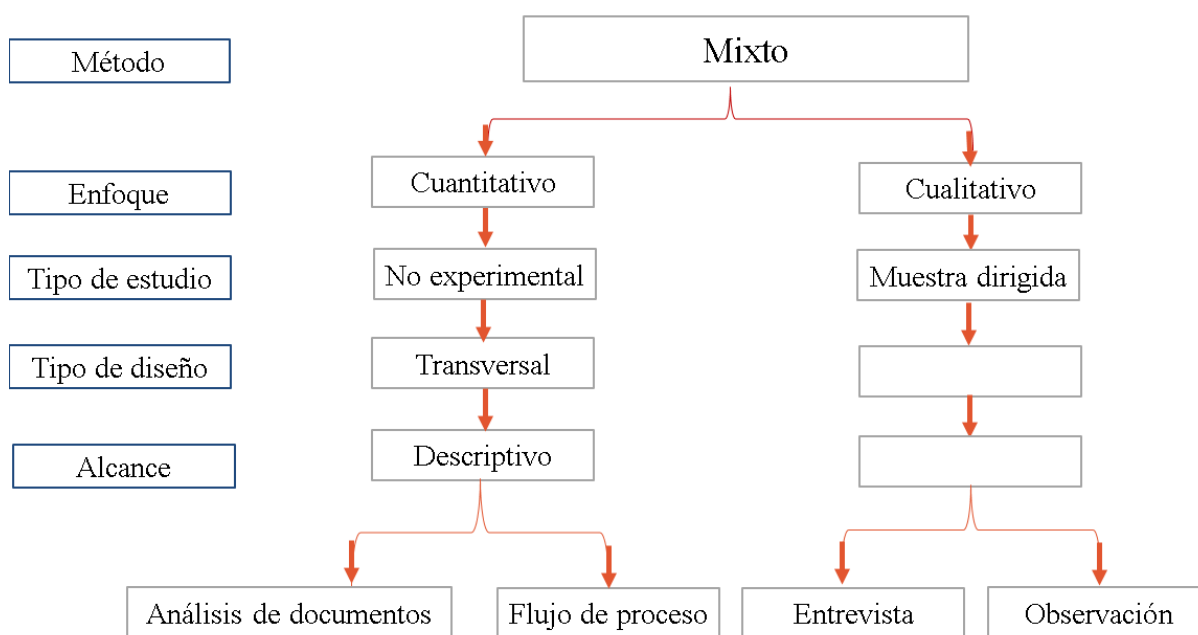 Método
Mixto
Enfoque
Cuantitativo
Cualitativo
Tipo de estudio
No experimental
Muestra dirigida
Tipo de diseño
Transversal
Alcance
Descriptivo
Análisis de documentos
Flujo de proceso
Entrevista
Observación